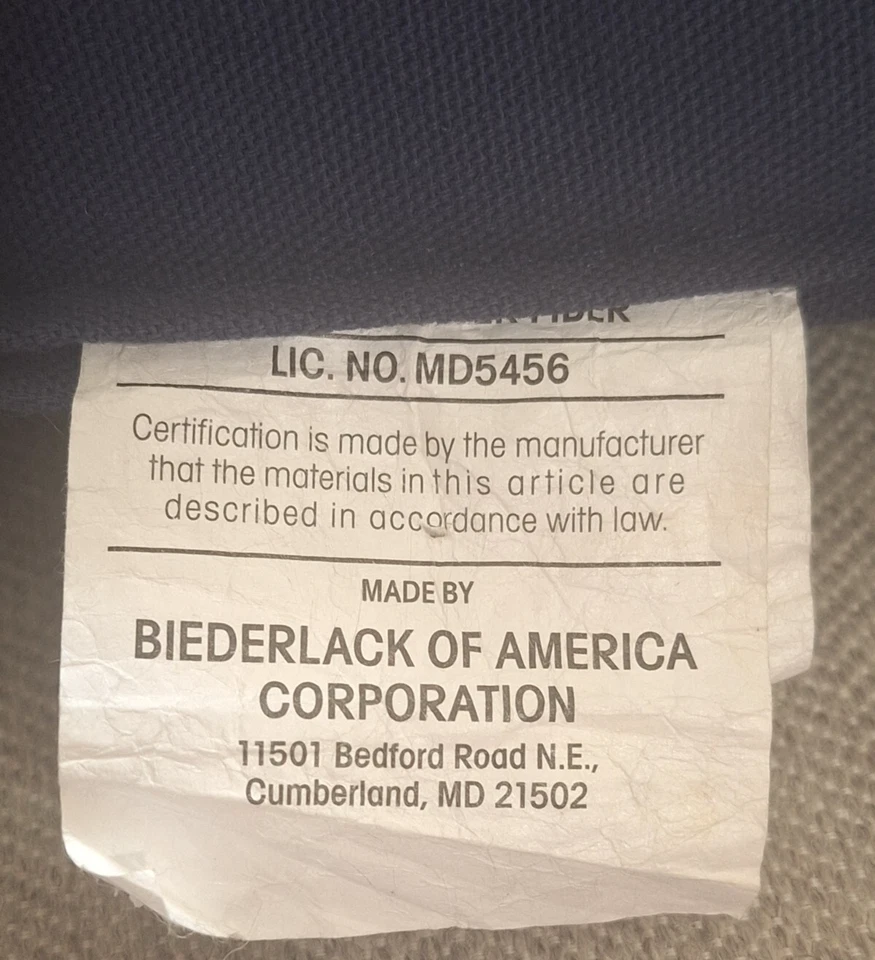 LIC. NO. MD5456
Certification is made by the manufacturer
that the materials in this article are
described in accordance with law.
MADE BY
BIEDERLACK OF AMERICA
CORPORATION
11501 Bedford Road N.E.,
Cumberland, MD 21502